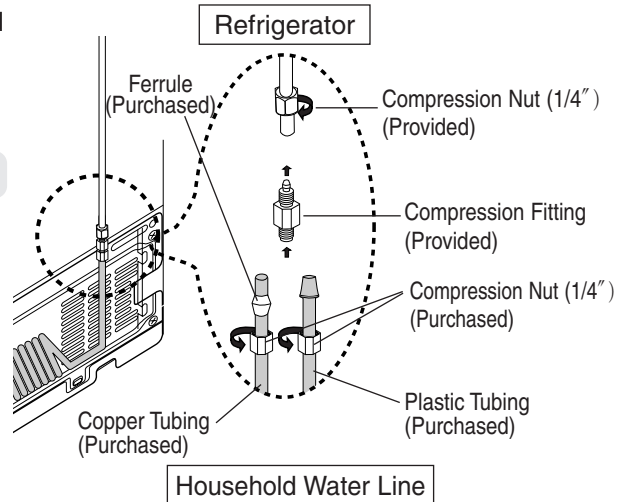 Refrigerator
Ferrule
(Purchased)
Compression Nut (1/4″)
(Provided)
Compression Fitting
(Provided)
Compression Nut (1/4″)
(Purchased)
Copper Tubing
(Purchased)
Plastic Tubing
(Purchased)
Household Water Line